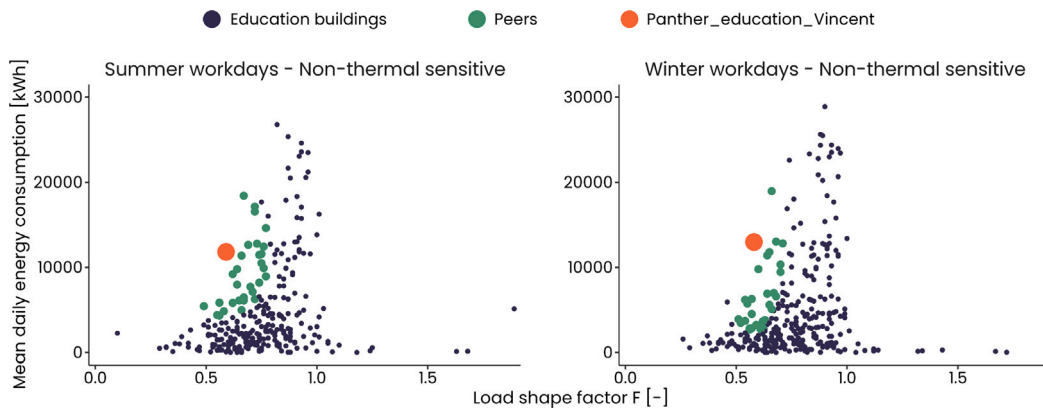 Education buildings
Peers
Panther_education_Vincent
Summer workdays - Non-thermal sensitive
Winter workdays - Non-thermal sensitive
Mean daily energy consumption [kWh]
30000
20000
10000
0
0.0
0.5
1.0
1.5
30000
20000
10000
0
0.0
0.5
1.0
1.5
Load shape factor F [-]